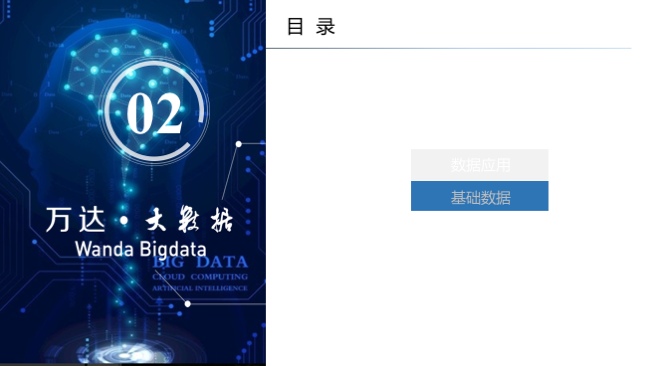 目 录
02
万达·大数据
Wanda Bigdata
BIG DATA
CLOUD COMPUTING
ARTIFICIAL INTELLIGENCE
数据应用
基础数据